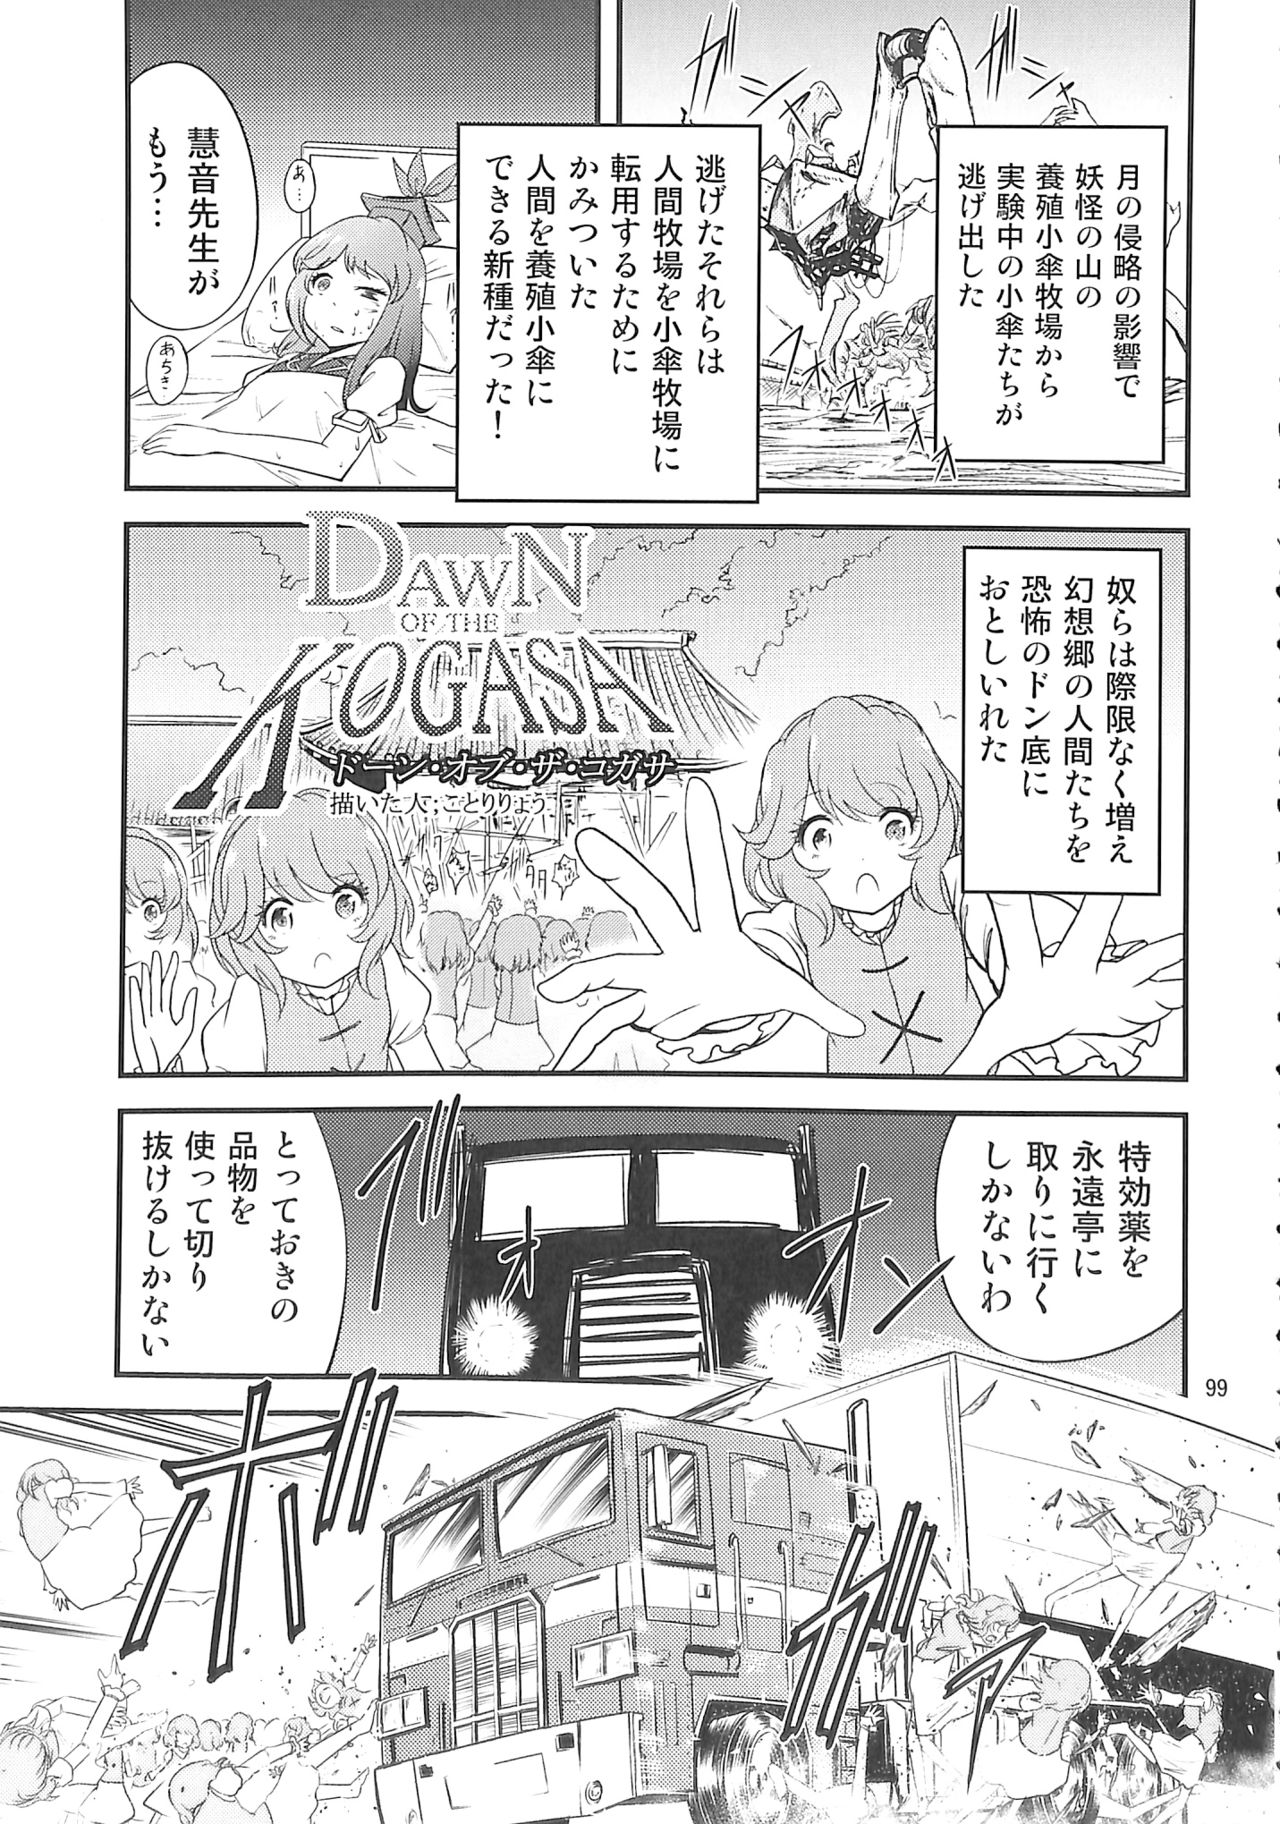 月の侵略の影響で
妖怪の山の
養殖小傘牧場から
実験中の小傘たちが
逃げ出した
ガシーン
ガシーン
逃げたそれらは
人間牧場を小傘牧場に
転用するために
かみついた
人間を養殖小傘に
できる新種だった！
あ…
慧音先生が
もう…
あちき
奴らは際限なく増え
幻想郷の人間たちを
恐怖のドン底に
おとしいれた
DAWN
OF THE
KOGASA
ドーン・オブ・ザ・コガサ
描いた人；ことりりょう
特効薬を
永遠亭に
取りに行く
しかないわ
とっておきの
品物を
使って切り
抜けるしかない
99